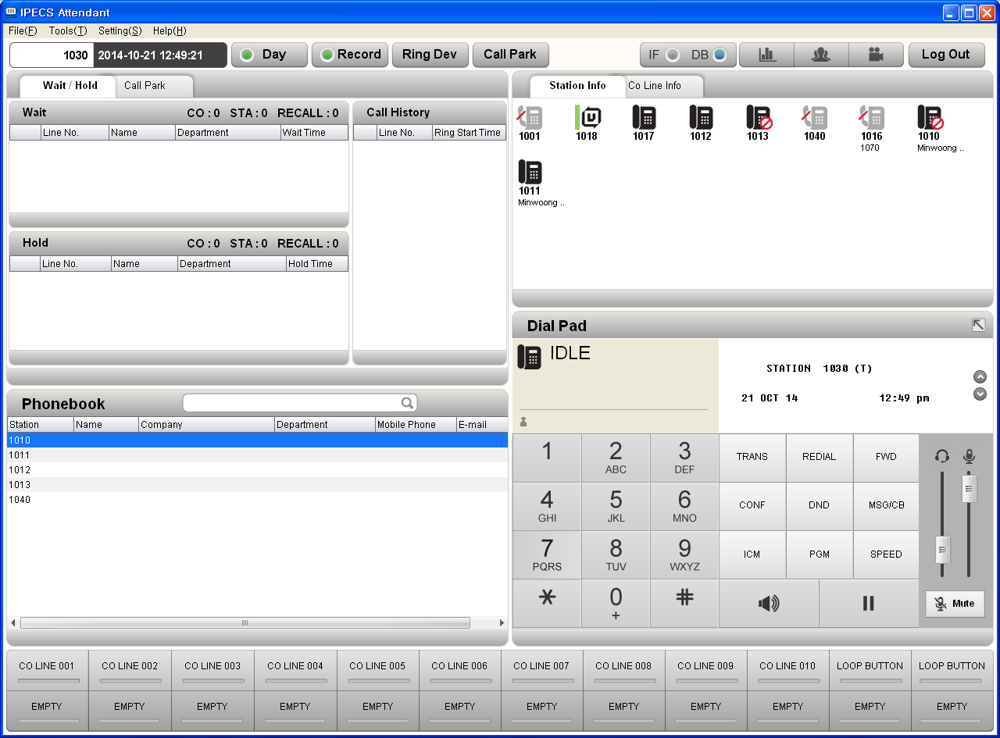 IPECS Attendant
File(F) Tools(T) Setting(S) Help(H)
1030 2014-10-21 12:49:21 Day Record Ring Dev Call Park IF DB Log Out
Wait / Hold Call Park
Wait CO : 0 STA : 0 RECALL : 0
Line No. Name Department Wait Time
Hold CO : 0 STA : 0 RECALL : 0
Line No. Name Department Hold Time
Call History
Line No. Ring Start Time
Station Info Co Line Info
1001 1018 1017 1012 1013 1040 1016 1010
1070 Minwoong ..
1011
Minwoong ..
Phonebook
Station Name Company Department Mobile Phone E-mail
1010
1011
1012
1013
1040
Dial Pad
IDLE
STATION 1030 (T)
21 OCT 14 12:49 pm
1 2 3 TRANS REDIAL FWD
ABC DEF
4 5 6 CONF DND MSG/CB
GHI JKL MNO
7 8 9 ICM PGM SPEED
PQRS TUV WXYZ
* 0 #
+
Mute
CO LINE 001 CO LINE 002 CO LINE 003 CO LINE 004 CO LINE 005 CO LINE 006 CO LINE 007 CO LINE 008 CO LINE 009 CO LINE 010 LOOP BUTTON LOOP BUTTON
EMPTY EMPTY EMPTY EMPTY EMPTY EMPTY EMPTY EMPTY EMPTY EMPTY EMPTY EMPTY